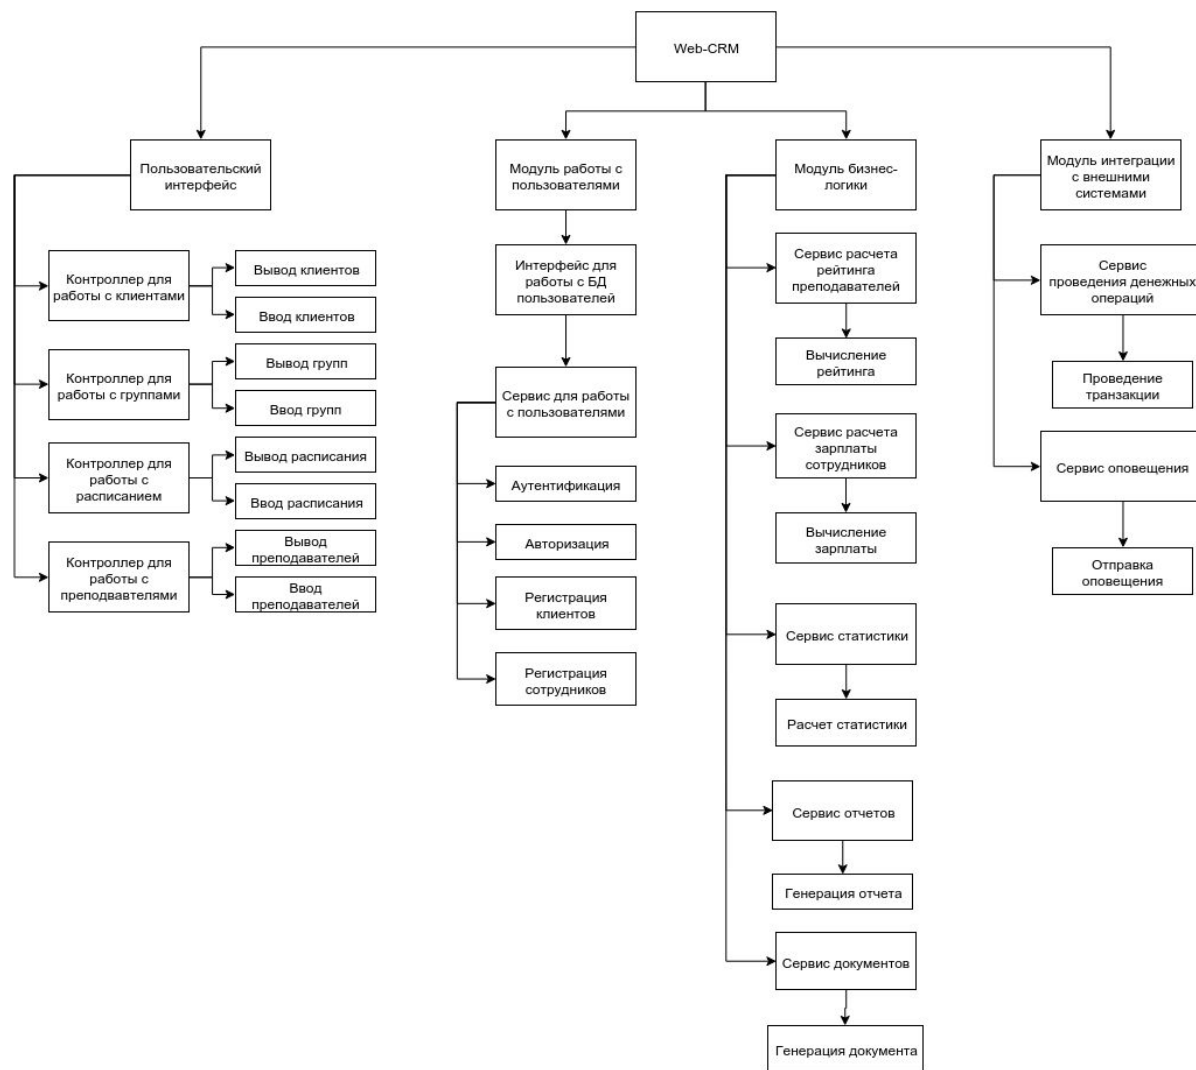 Web-CRM
Пользовательский
интерфейс
Контроллер для
работы с клиентами
Вывод клиентов
Ввод клиентов
Контроллер для
работы с группами
Вывод групп
Ввод групп
Контроллер для
работы с
расписанием
Вывод расписания
Ввод расписания
Контроллер для
работы с
преподвавтелями
Вывод
преподавателей
Ввод
преподавателей
Модуль работы с
пользователями
Интерфейс для
работы с БД
пользователей
Сервис для работы
с пользователями
Аутентификация
Авторизация
Регистрация
клиентов
Регистрация
сотрудников
Модуль бизнес-
логики
Сервис расчета
рейтинга
преподавателей
Вычисление
рейтинга
Сервис расчета
зарплаты
сотрудников
Вычисление
зарплаты
Сервис статистики
Расчет статистики
Сервис отчетов
Генерация отчета
Сервис документов
Генерация документа
Модуль интеграции
с внешними
системами
Сервис
проведения денежных
операций
Проведение
транзакции
Сервис оповещения
Отправка
оповещения